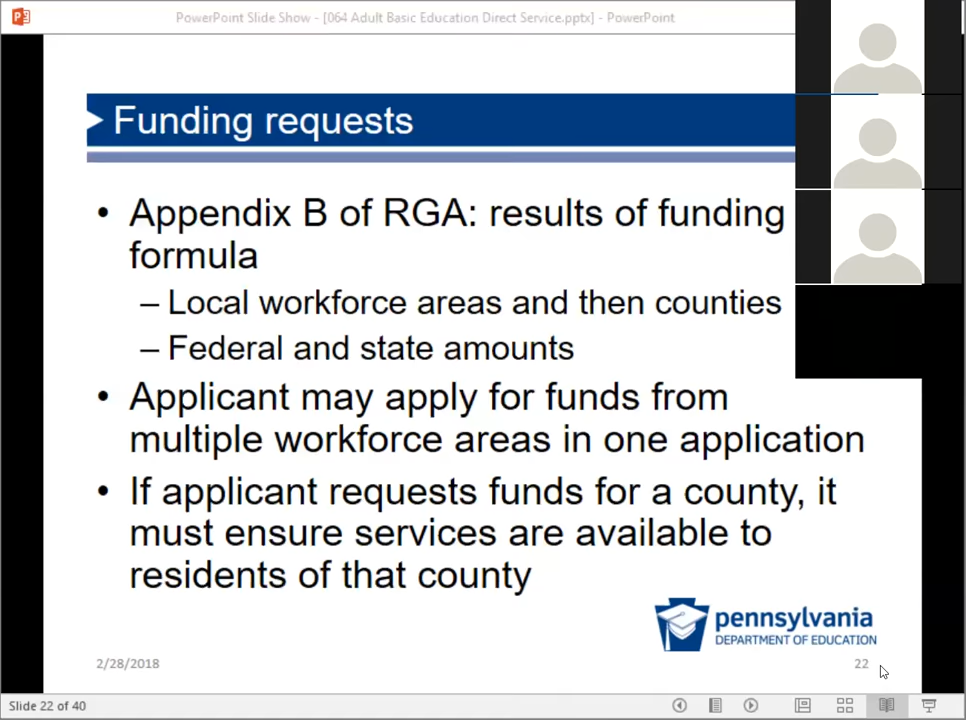 PowerPoint Slide Show - [064 Adult Basic Education Direct Service.pptx] - PowerPoint
Funding requests
• Appendix B of RGA: results of funding
formula
– Local workforce areas and then counties
– Federal and state amounts
• Applicant may apply for funds from
multiple workforce areas in one application
• If applicant requests funds for a county, it
must ensure services are available to
residents of that county
pennsylvania
DEPARTMENT OF EDUCATION
2/28/2018
22
Slide 22 of 40